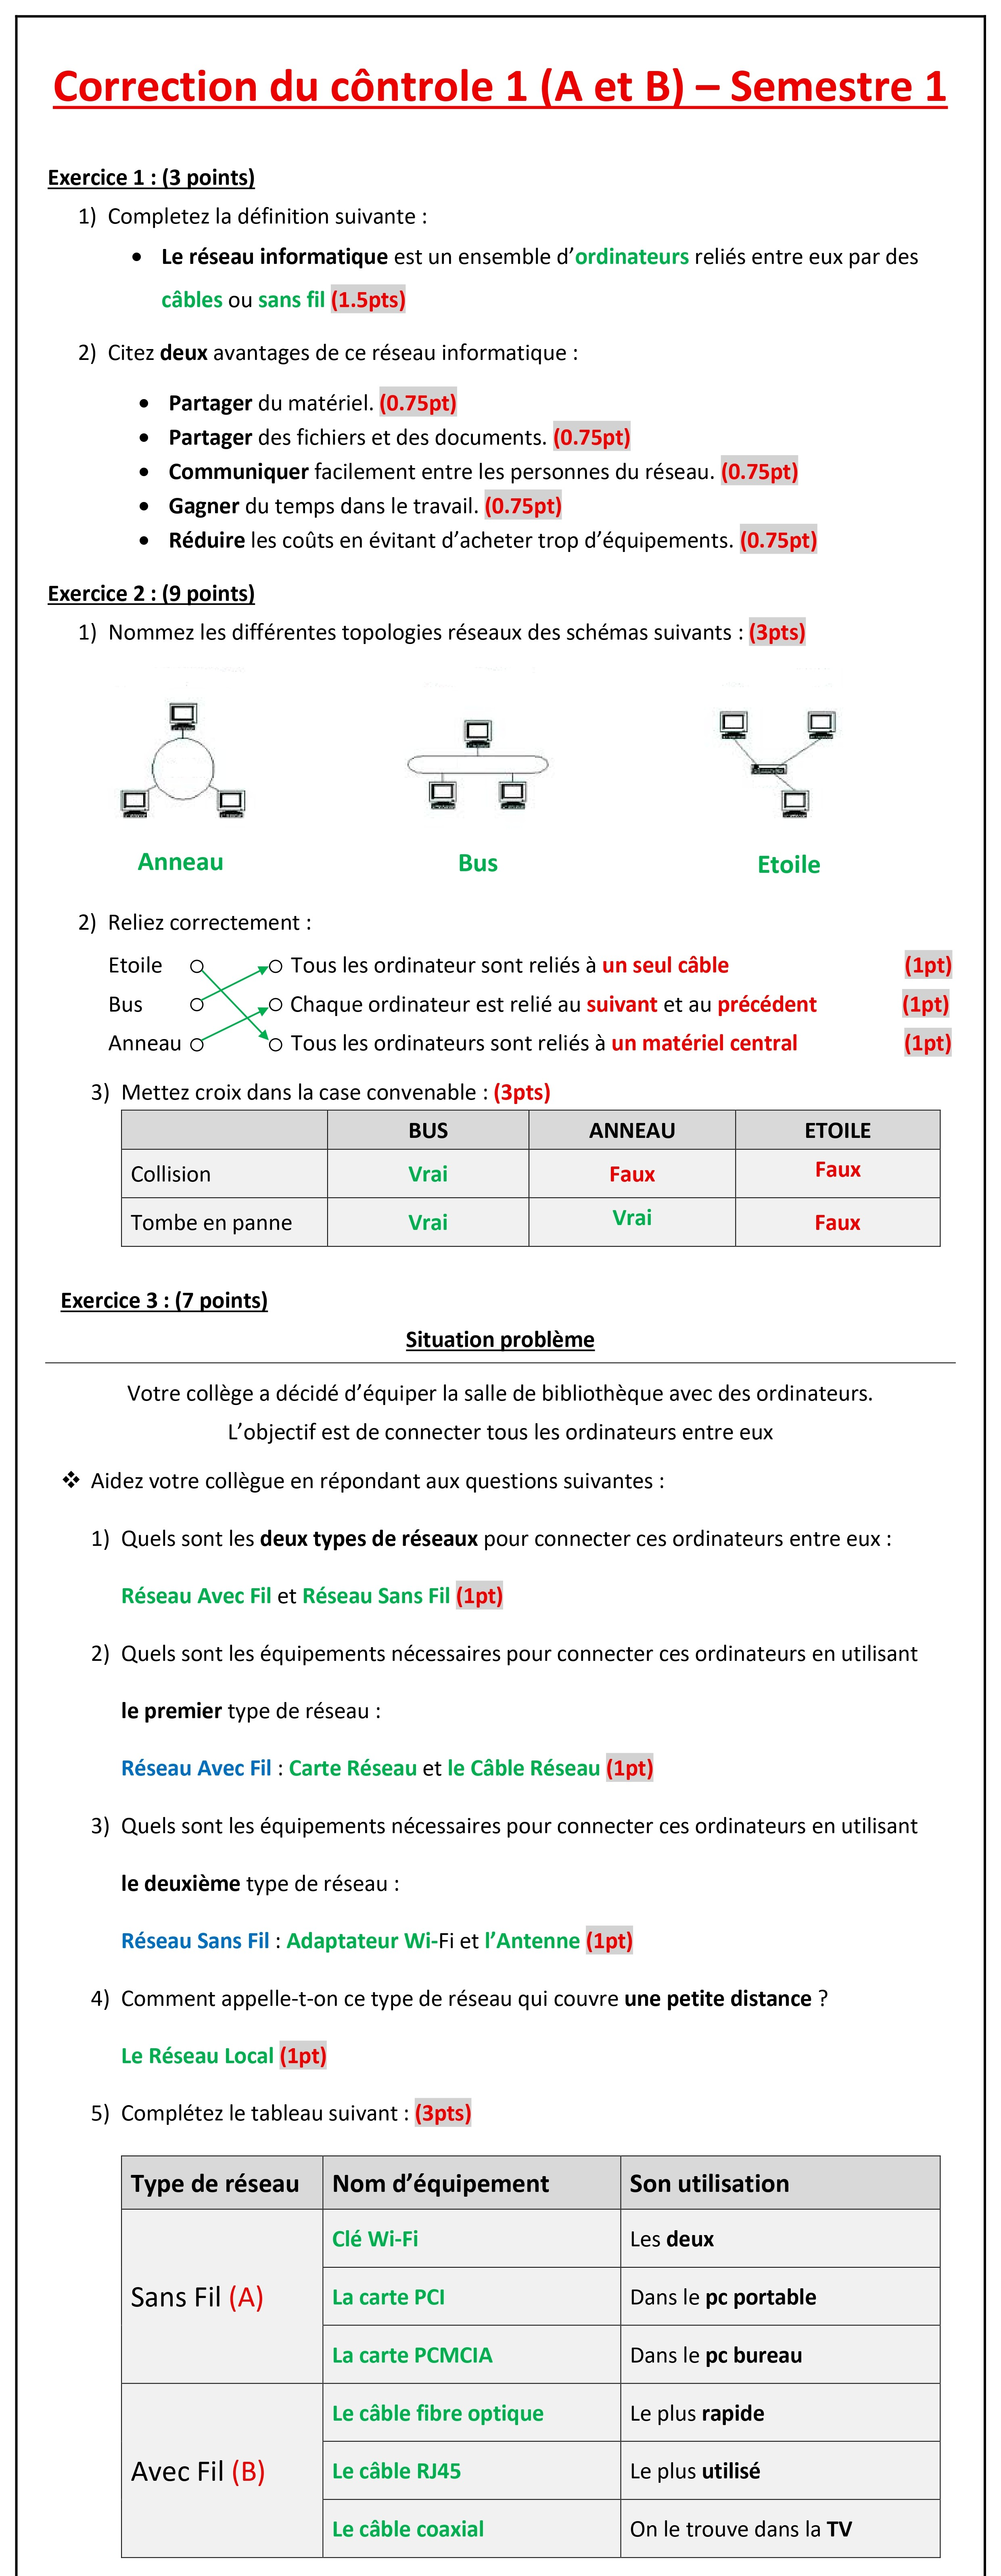 Correction du côntrole 1 (A et B) – Semestre 1
Exercice 1 : (3 points)
1) Completez la définition suivante :
• Le réseau informatique est un ensemble d’ordinateurs reliés entre eux par des
câbles ou sans fil (1.5pts)
2) Citez deux avantages de ce réseau informatique :
• Partager du matériel. (0.75pt)
• Partager des fichiers et des documents. (0.75pt)
• Communiquer facilement entre les personnes du réseau. (0.75pt)
• Gagner du temps dans le travail. (0.75pt)
• Réduire les coûts en évitant d’acheter trop d’équipements. (0.75pt)
Exercice 2 : (9 points)
1) Nommez les différentes topologies réseaux des schémas suivants : (3pts)
Anneau Bus Etoile
2) Reliez correctement :
Etoile Tous les ordinateur sont reliés à un seul câble (1pt)
Bus Chaque ordinateur est relié au suivant et au précédent (1pt)
Anneau Tous les ordinateurs sont reliés à un matériel central (1pt)
3) Mettez croix dans la case convenable : (3pts)
BUS ANNEAU ETOILE
Collision Vrai Faux Faux
Tombe en panne Vrai Vrai Faux
Exercice 3 : (7 points)
Situation problème
Votre collège a décidé d’équiper la salle de bibliothèque avec des ordinateurs.
L’objectif est de connecter tous les ordinateurs entre eux
❖ Aidez votre collègue en répondant aux questions suivantes :
1) Quels sont les deux types de réseaux pour connecter ces ordinateurs entre eux :
Réseau Avec Fil et Réseau Sans Fil (1pt)
2) Quels sont les équipements nécessaires pour connecter ces ordinateurs en utilisant
le premier type de réseau :
Réseau Avec Fil : Carte Réseau et le Câble Réseau (1pt)
3) Quels sont les équipements nécessaires pour connecter ces ordinateurs en utilisant
le deuxième type de réseau :
Réseau Sans Fil : Adaptateur Wi-Fi et l’Antenne (1pt)
4) Comment appelle-t-on ce type de réseau qui couvre une petite distance ?
Le Réseau Local (1pt)
5) Complétez le tableau suivant : (3pts)
Type de réseau Nom d’équipement Son utilisation
Sans Fil (A)
Clé Wi-Fi Les deux
La carte PCI Dans le pc portable
La carte PCMCIA Dans le pc bureau
Avec Fil (B)
Le câble fibre optique Le plus rapide
Le câble RJ45 Le plus utilisé
Le câble coaxial On le trouve dans la TV